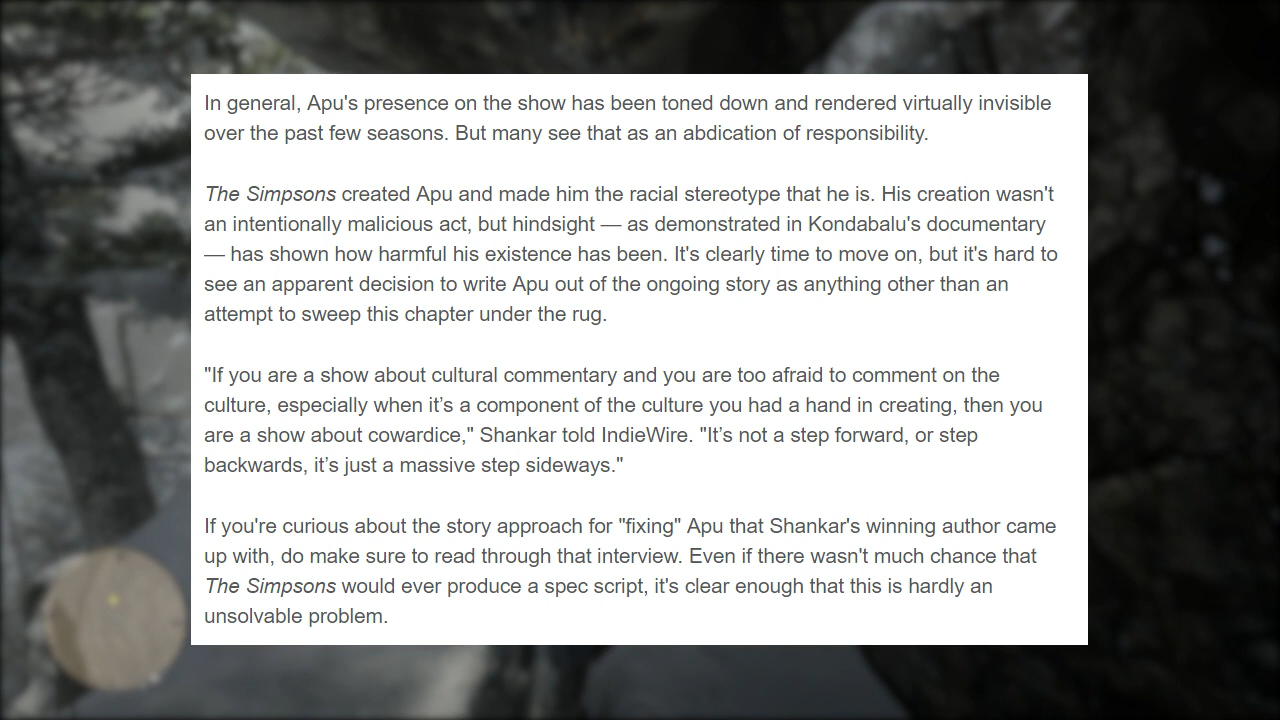 In general, Apu's presence on the show has been toned down and rendered virtually invisible
over the past few seasons. But many see that as an abdication of responsibility.
The Simpsons created Apu and made him the racial stereotype that he is. His creation wasn't
an intentionally malicious act, but hindsight — as demonstrated in Kondabalu's documentary
— has shown how harmful his existence has been. It's clearly time to move on, but it's hard to
see an apparent decision to write Apu out of the ongoing story as anything other than an
attempt to sweep this chapter under the rug.
"If you are a show about cultural commentary and you are too afraid to comment on the
culture, especially when it’s a component of the culture you had a hand in creating, then you
are a show about cowardice," Shankar told IndieWire. "It’s not a step forward, or step
backwards, it’s just a massive step sideways."
If you're curious about the story approach for "fixing" Apu that Shankar's winning author came
up with, do make sure to read through that interview. Even if there wasn't much chance that
The Simpsons would ever produce a spec script, it's clear enough that this is hardly an
unsolvable problem.